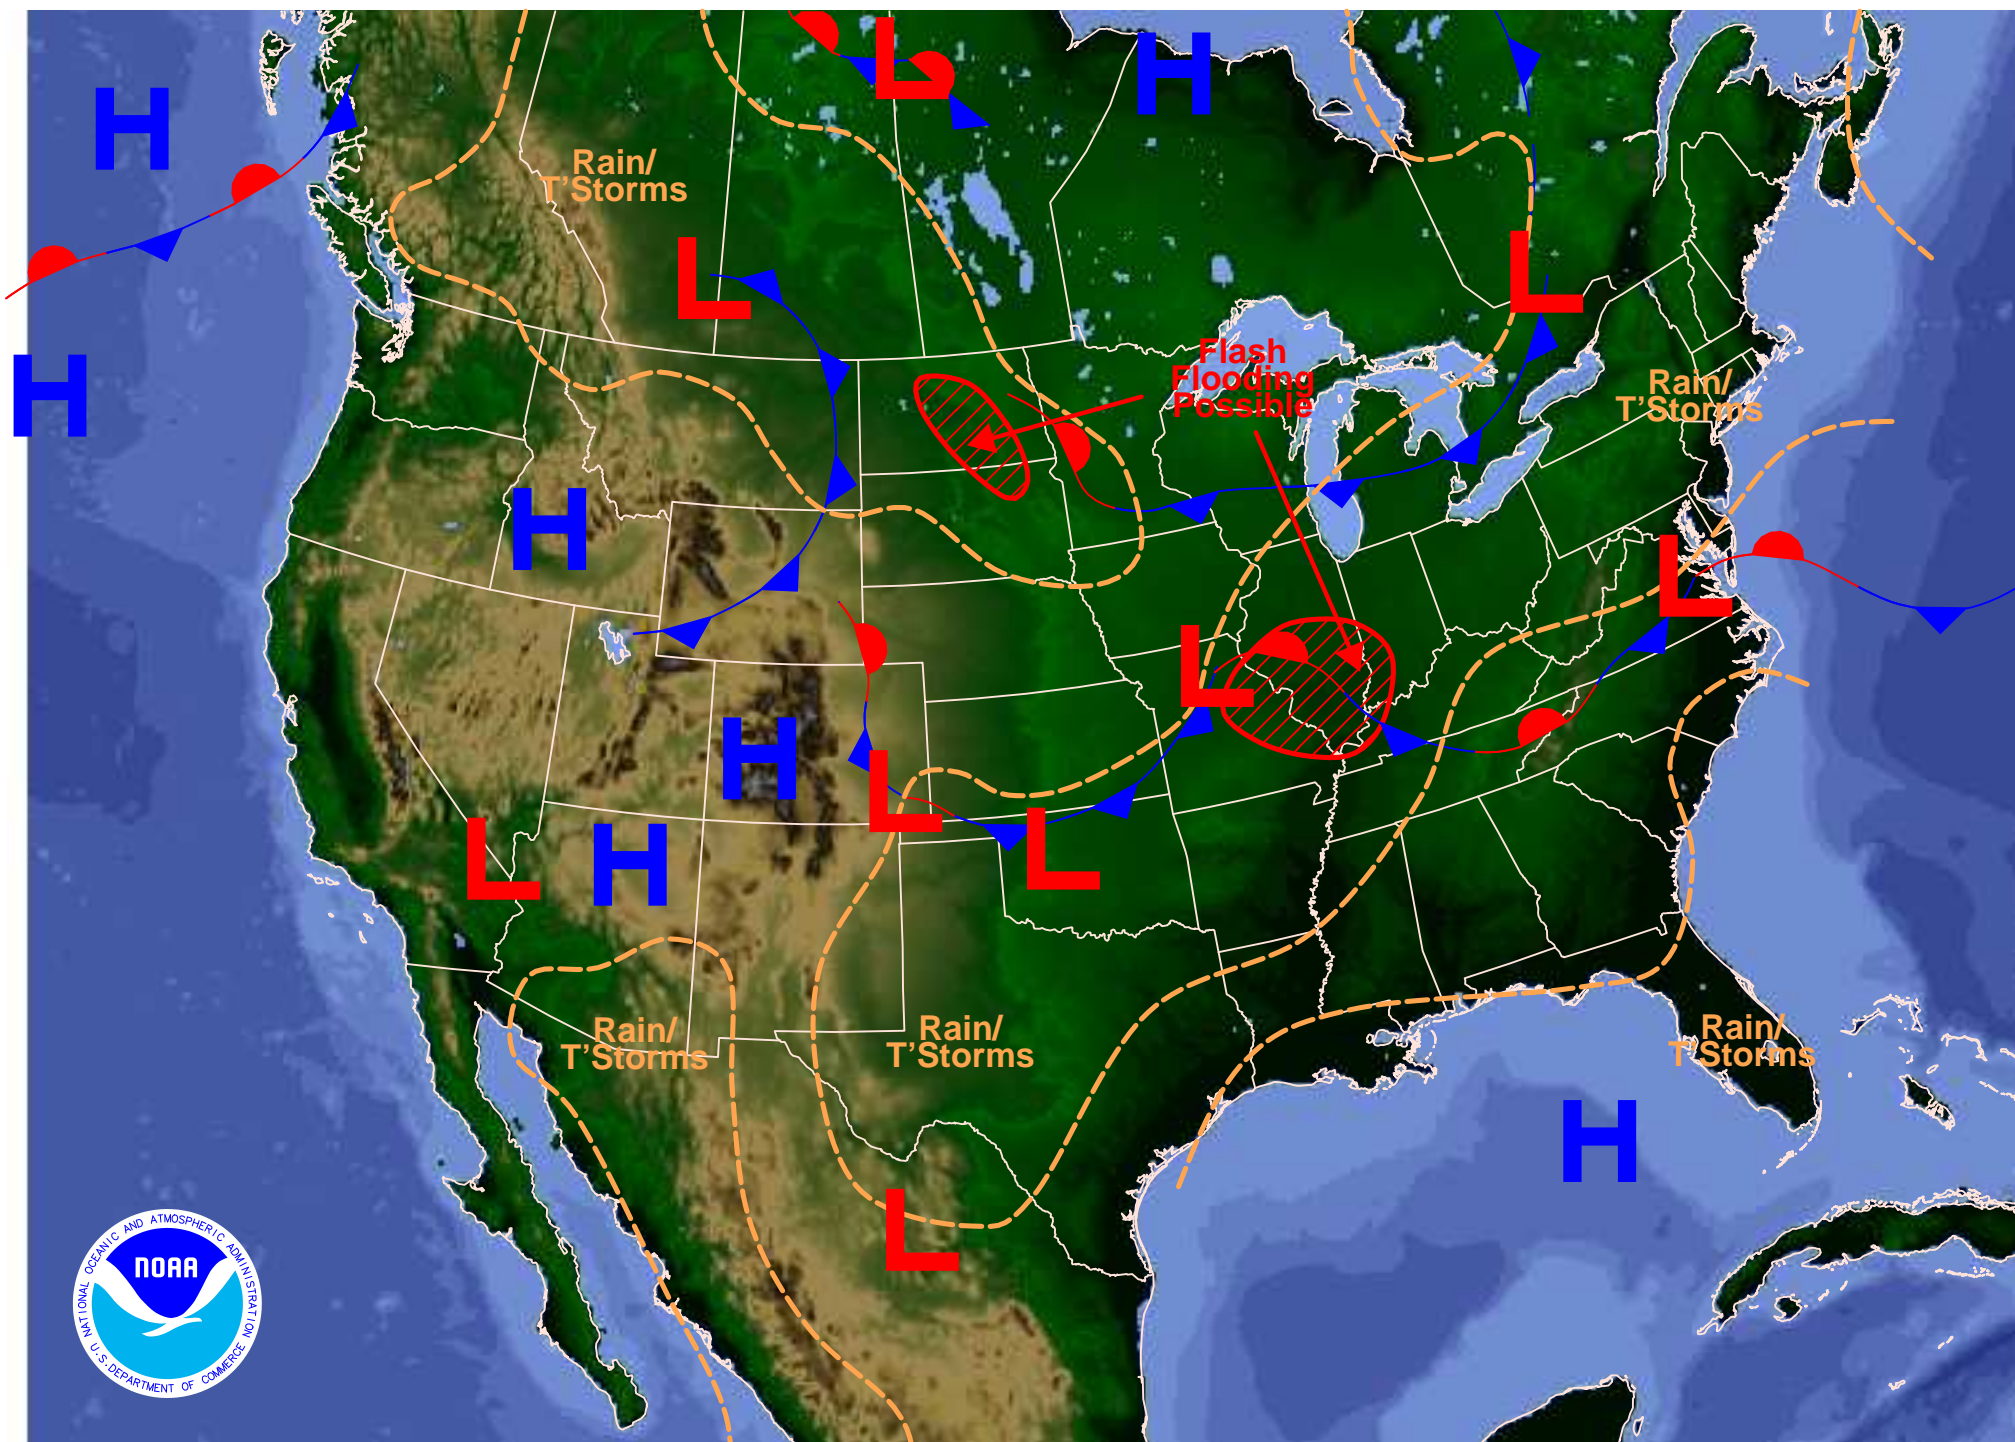 H
L
H
Rain/
T'Storms
L
L
H
Flash
Flooding
Possible
Rain/
T'Storms
H
L
L
H
L
L
H
L
Rain/
T'Storms
Rain/
T'Storms
Rain/
T'Storms
H
L
NATIONAL OCEANIC AND ATMOSPHERIC ADMINISTRATION
NOAA
U.S. DEPARTMENT OF COMMERCE